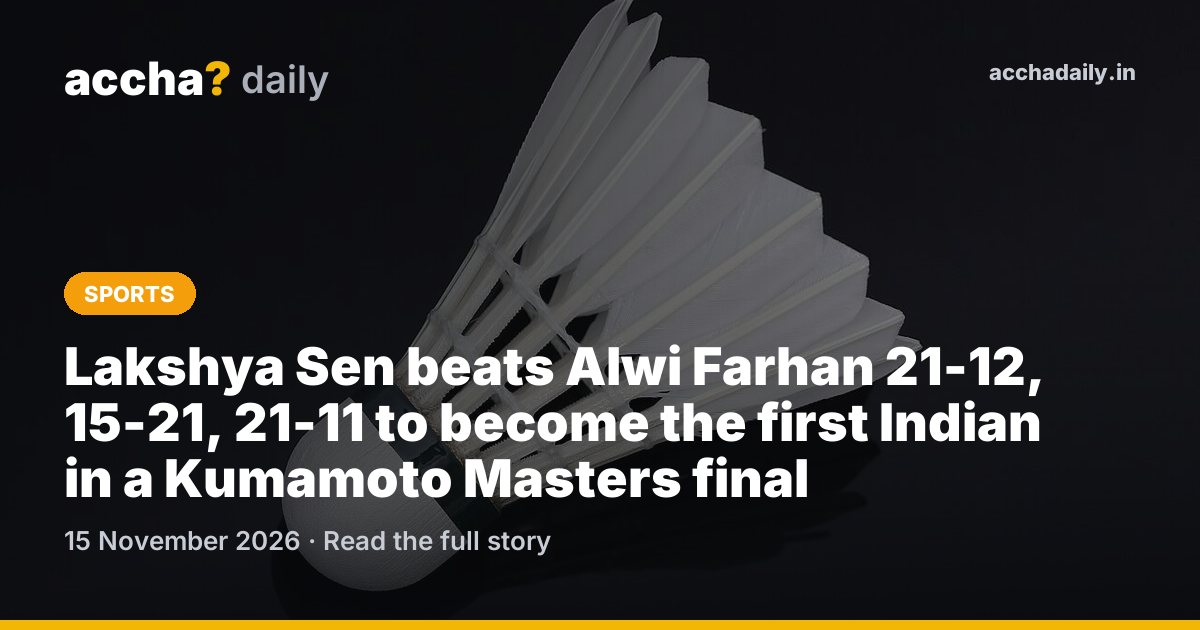 accha? daily
acchadaily.in
SPORTS
Lakshya Sen beats Alwi Farhan 21-12,
15-21, 21-11 to become the first Indian
in a Kumamoto Masters final
15 November 2026 · Read the full story